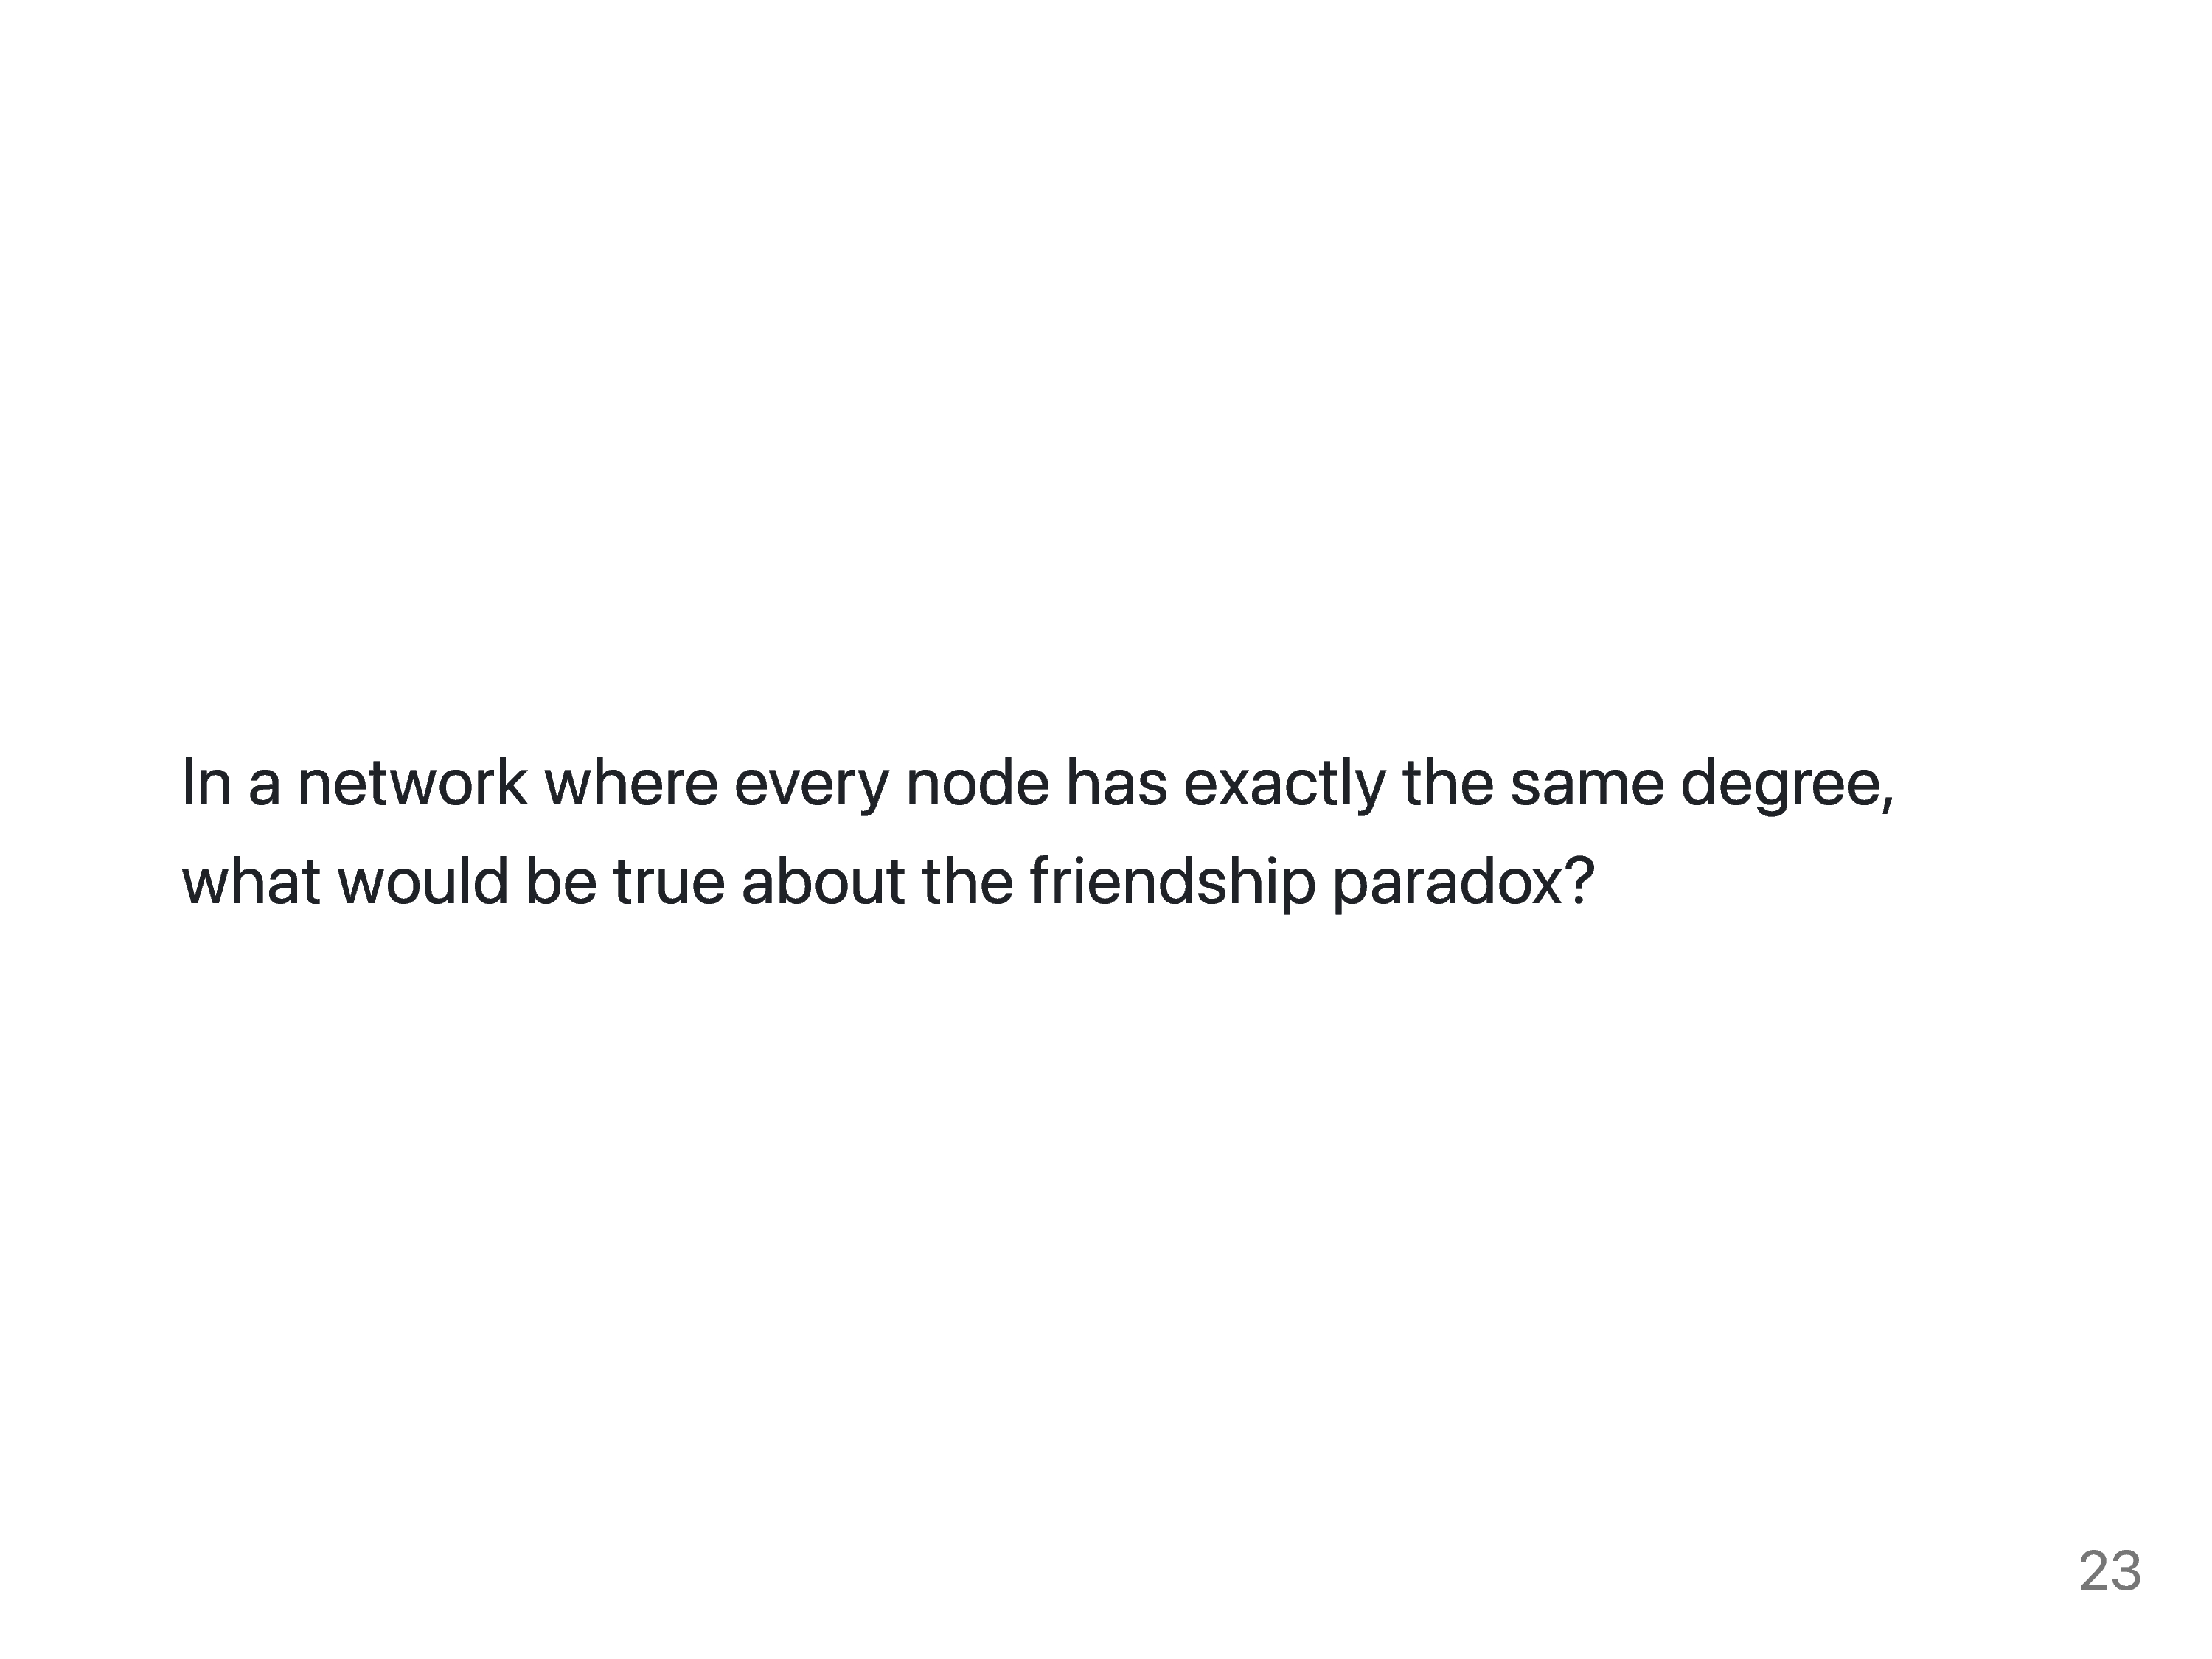 In a network where every node has exactly the same degree,
what would be true about the friendship paradox?
23